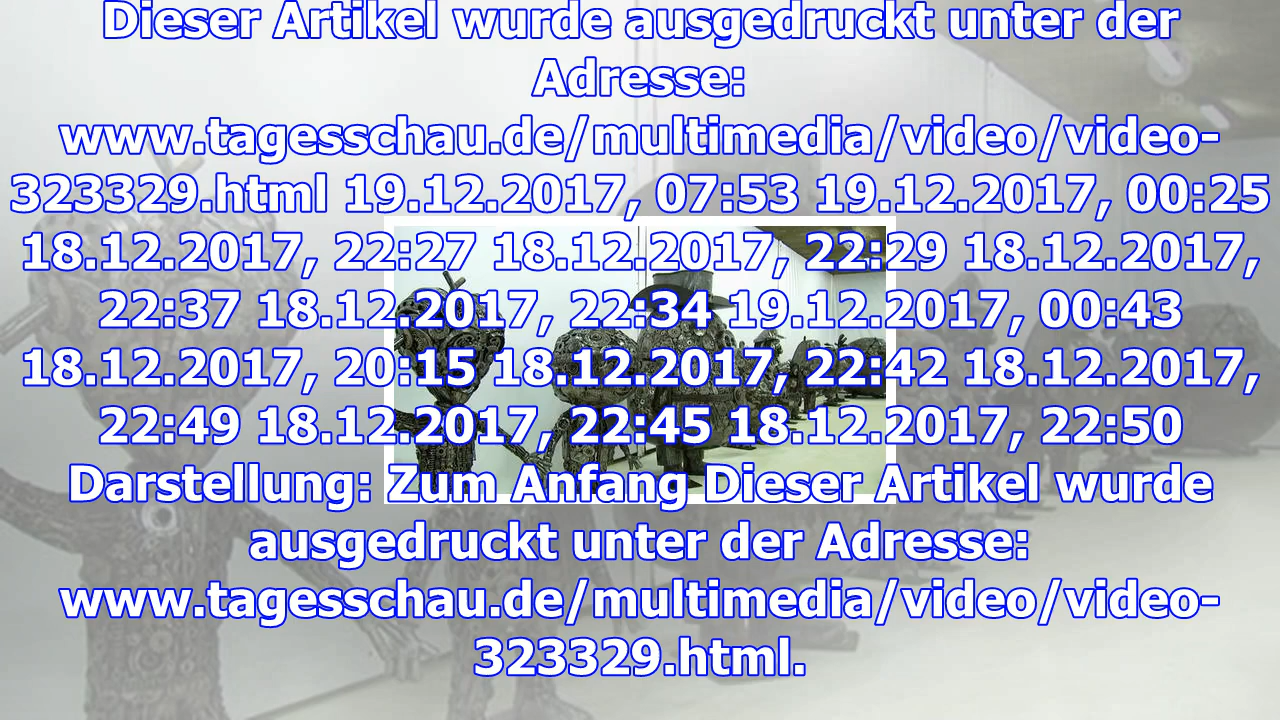 Dieser Artikel wurde ausgedruckt unter der
Adresse:
www.tagesschau.de/multimedia/video/video-
323329.html 19.12.2017, 07:53 19.12.2017, 00:25
18.12.2017, 22:27 18.12.2017, 22:29 18.12.2017,
22:37 18.12.2017, 22:34 19.12.2017, 00:43
18.12.2017, 20:15 18.12.2017, 22:42 18.12.2017,
22:49 18.12.2017, 22:45 18.12.2017, 22:50
Darstellung: Zum Anfang Dieser Artikel wurde
ausgedruckt unter der Adresse:
www.tagesschau.de/multimedia/video/video-
323329.html.